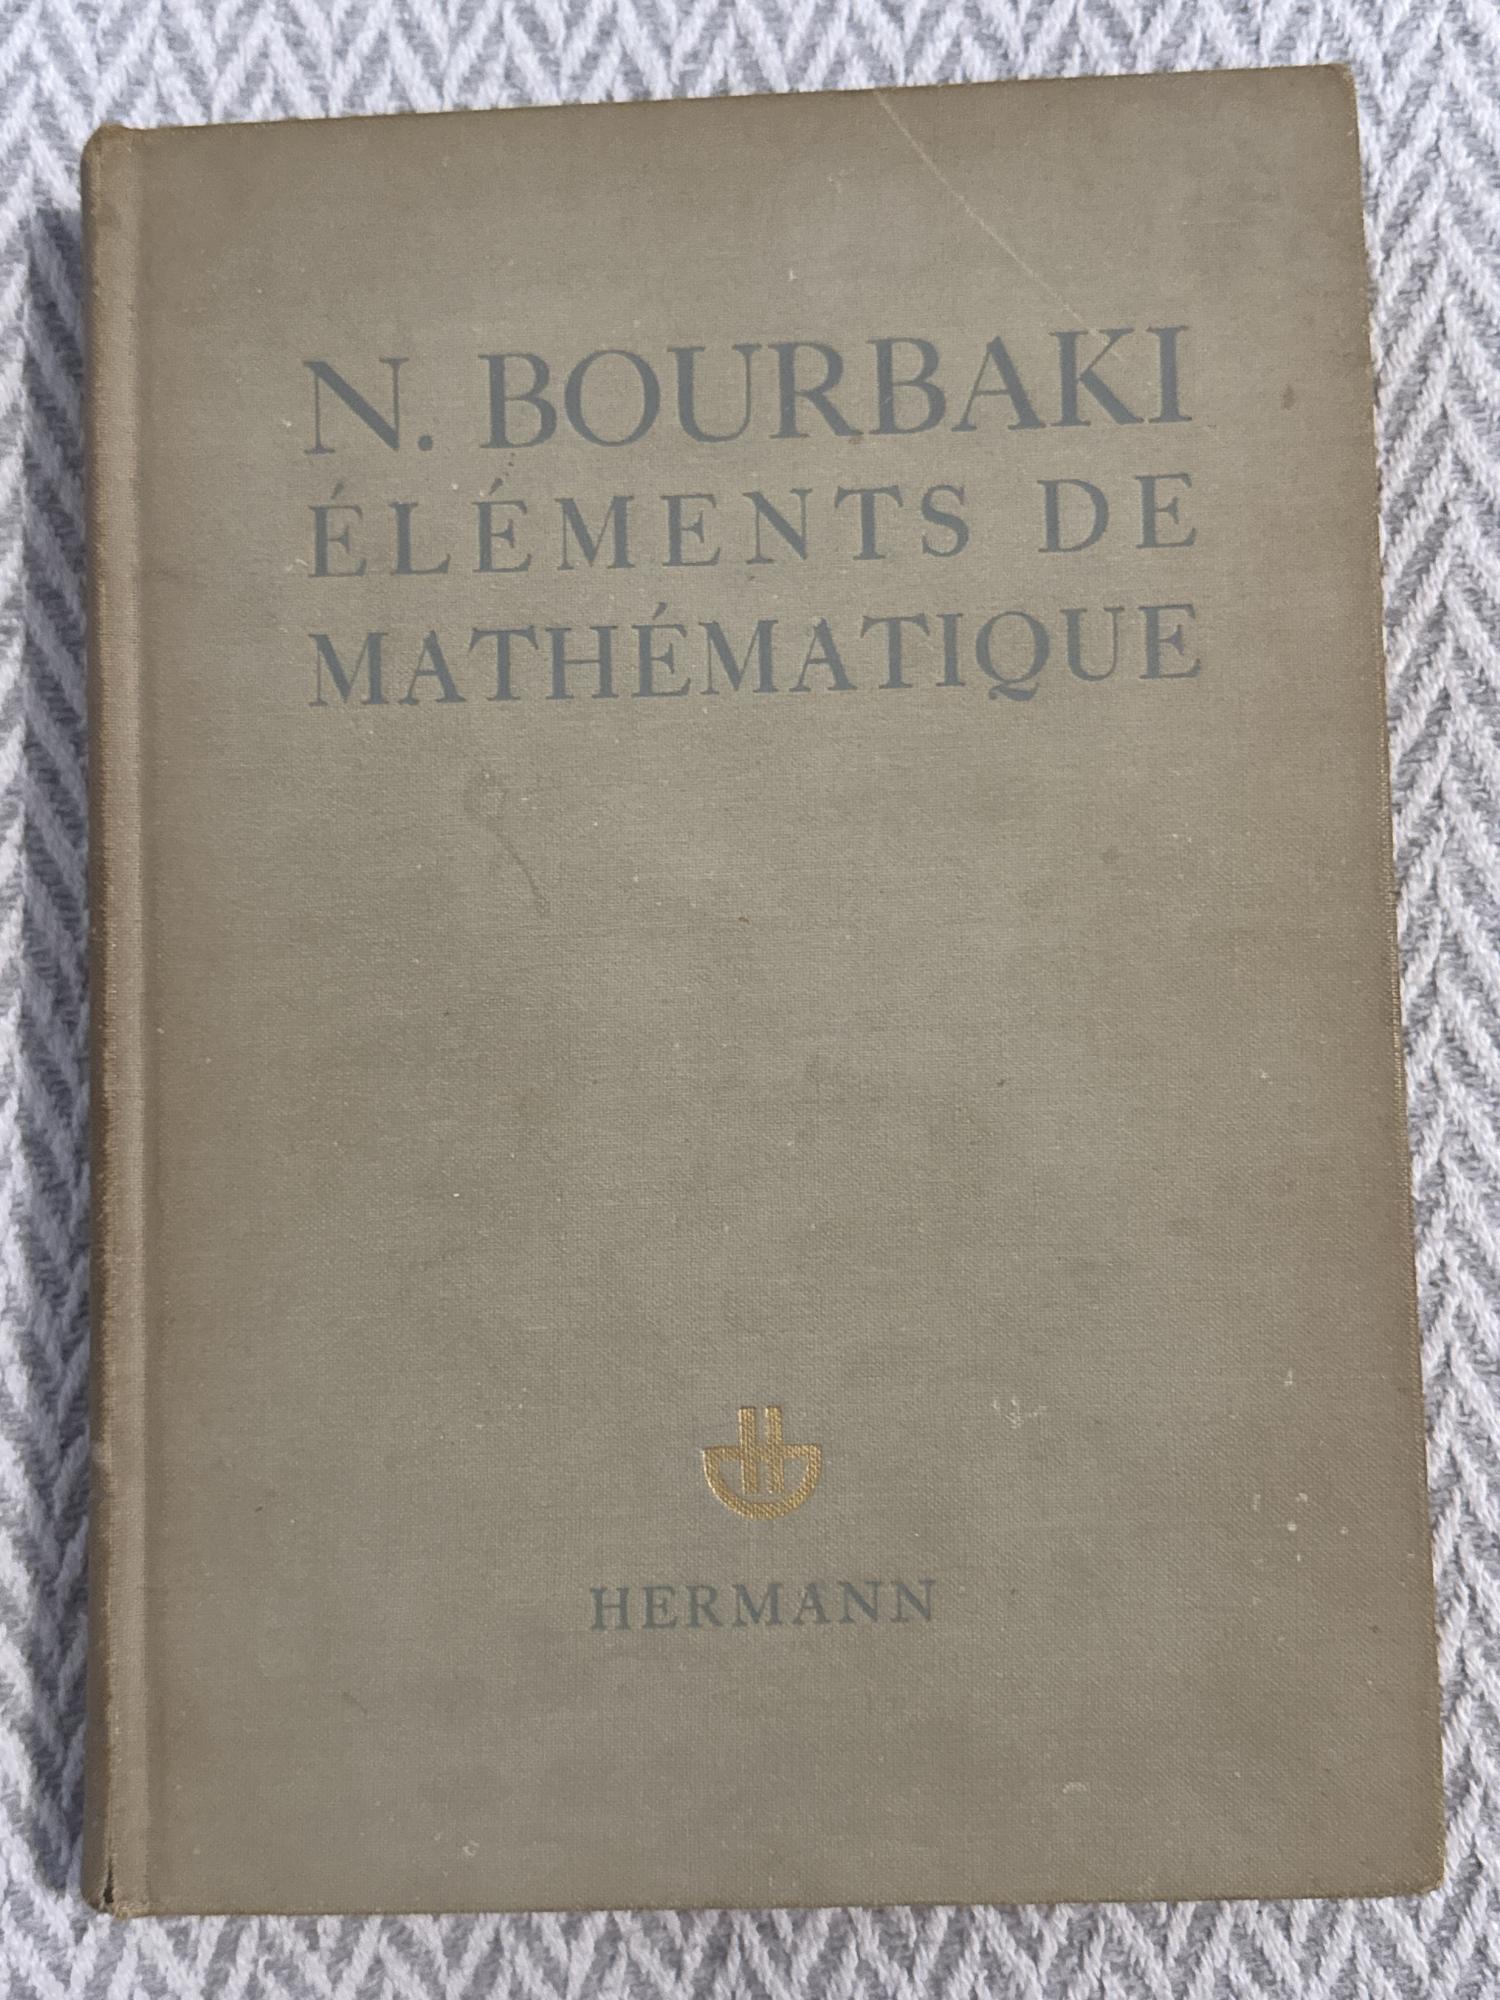 N. BOURBAKI
ÉLÉMENTS DE
MATHÉMATIQUE
HERMANN